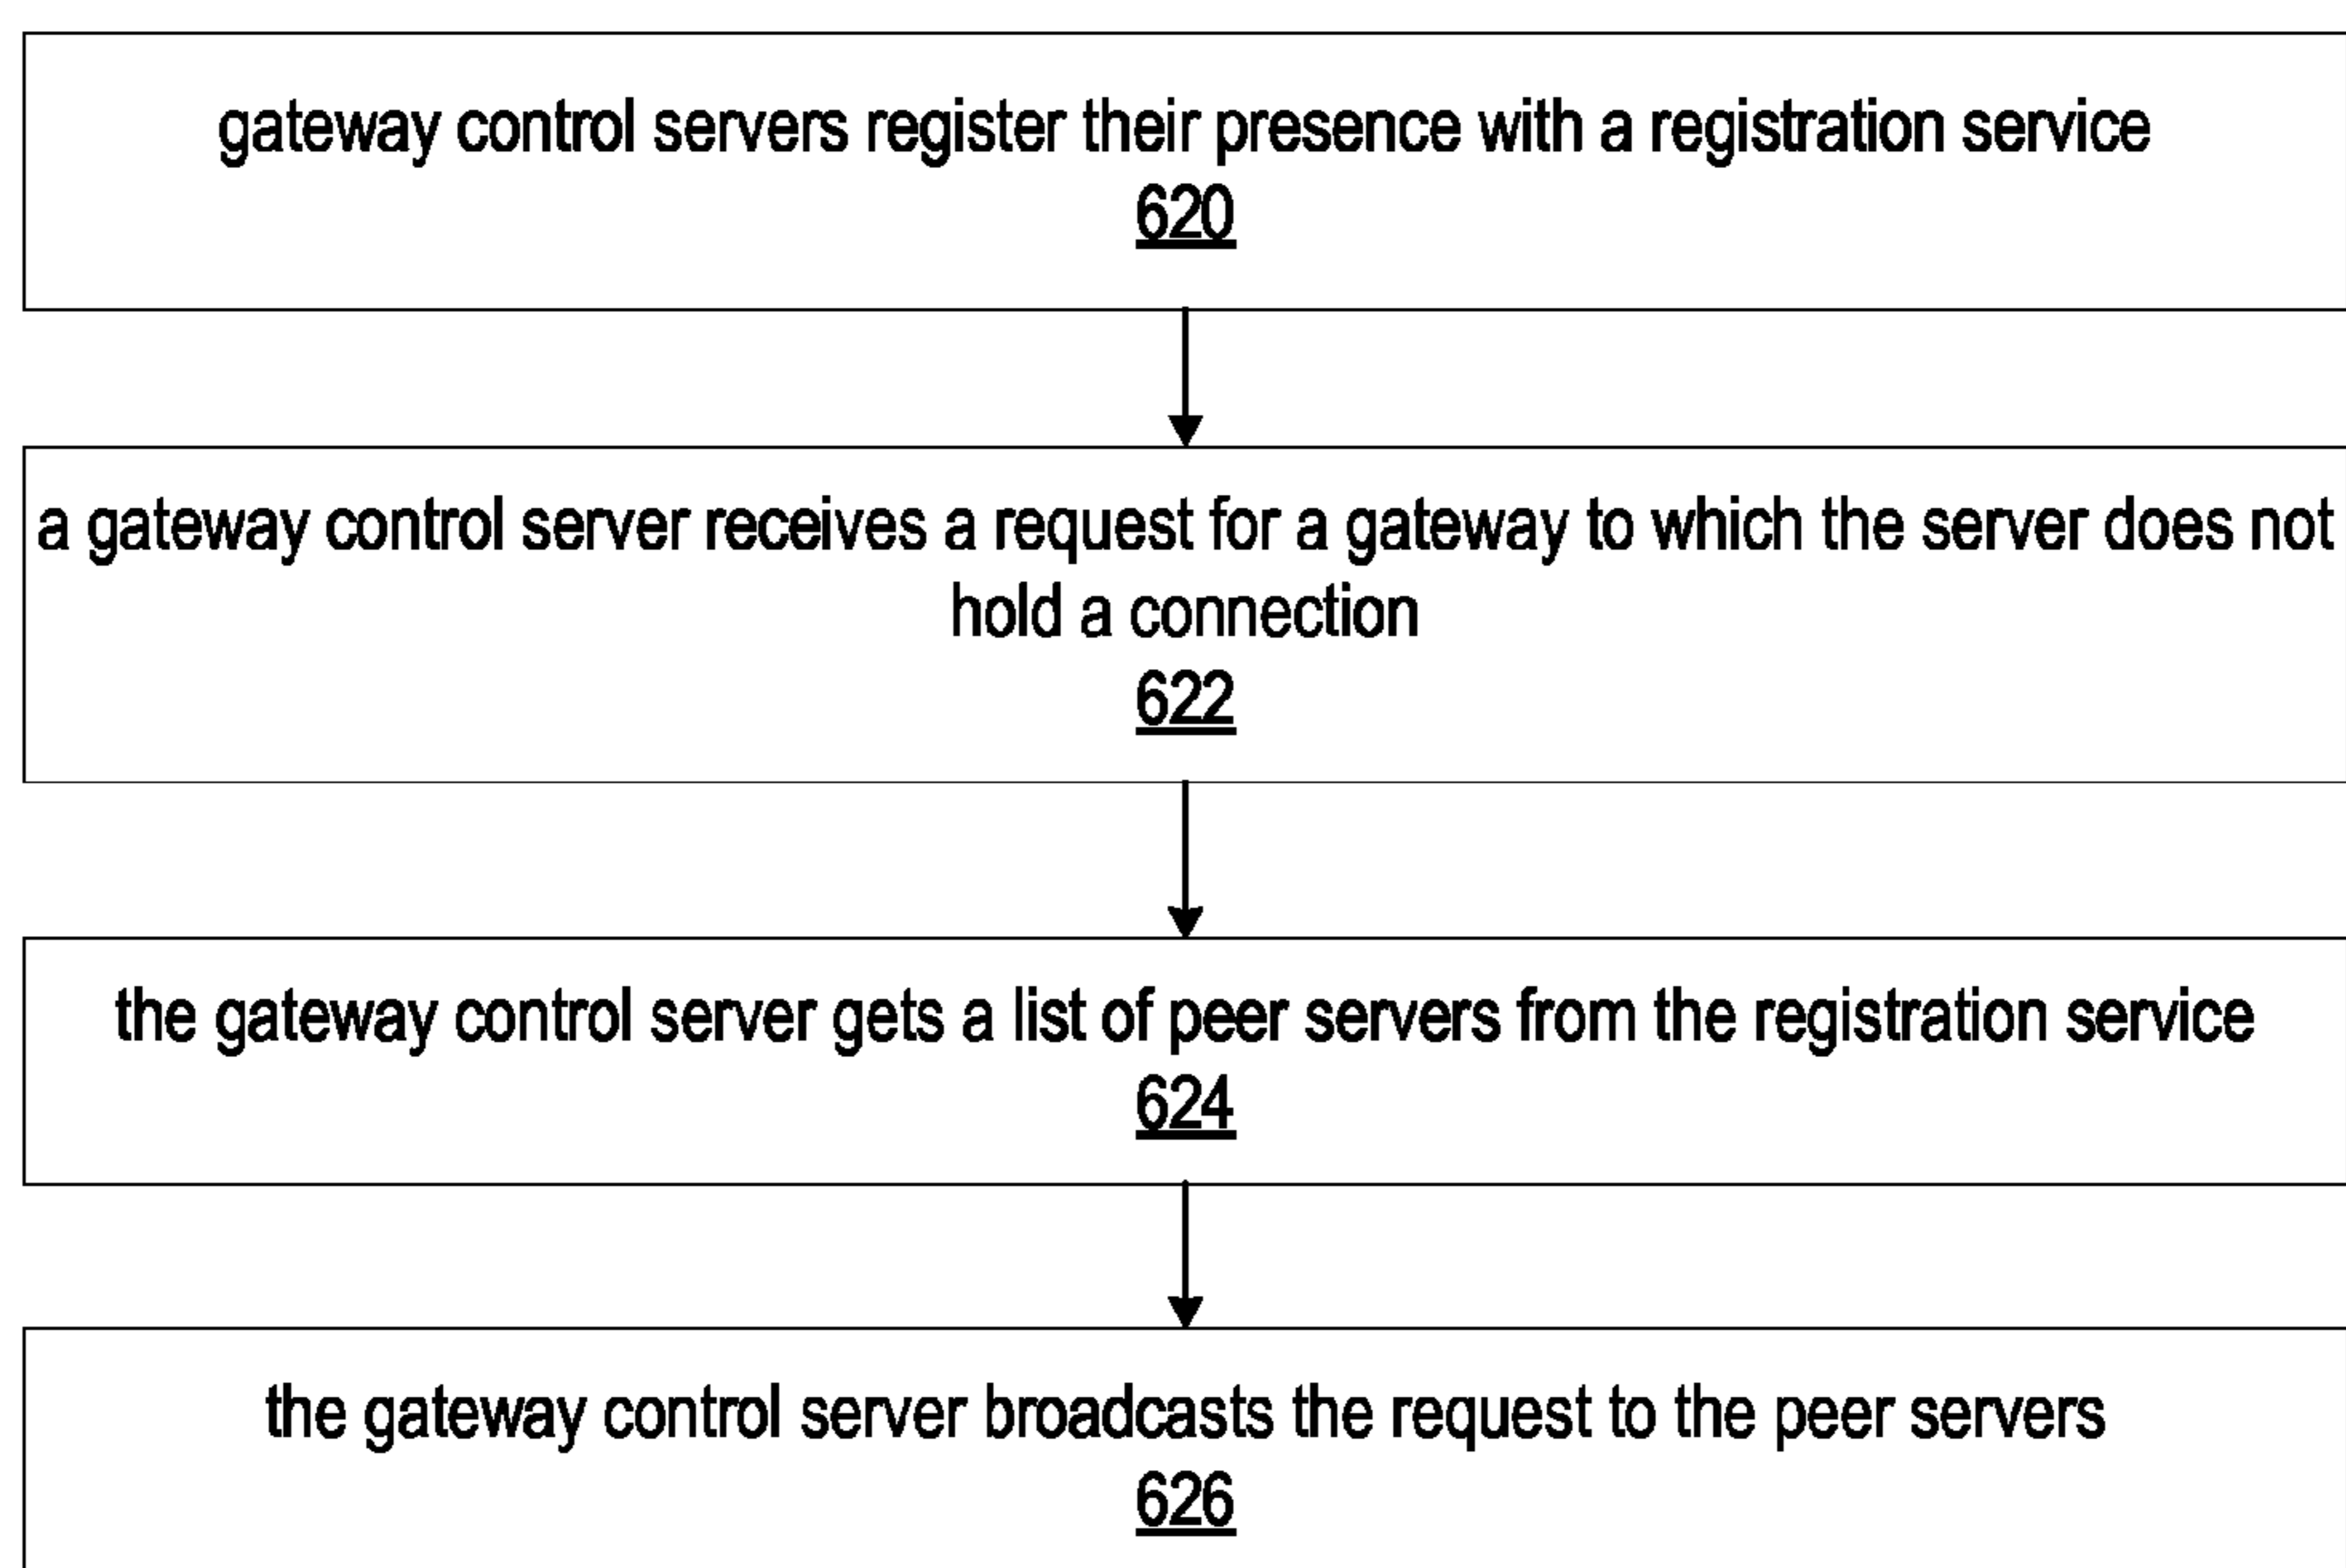 gateway control servers register their presence with a registration service
620
a gateway control server receives a request for a gateway to which the server does not
hold a connection
622
the gateway control server gets a list of peer servers from the registration service
624
the gateway control server broadcasts the request to the peer servers
626